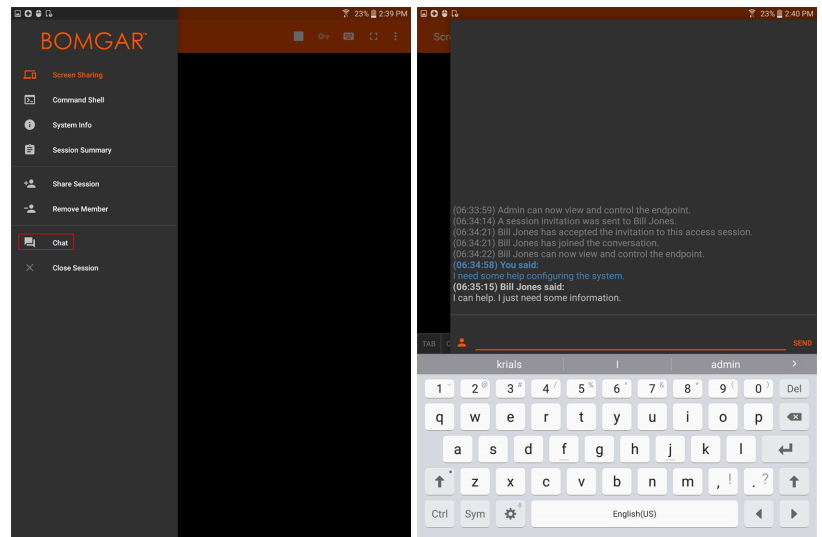 23% 2:39 PM
BOMGAR™
Screen Sharing
Command Shell
System Info
Session Summary
Share Session
Remove Member
Chat
Close Session
23% 2:40 PM
Scr
(06:33:59) Admin can now view and control the endpoint.
(06:34:14) A session invitation was sent to Bill Jones.
(06:34:21) Bill Jones has accepted the invitation to this access session.
(06:34:21) Bill Jones has joined the conversation.
(06:34:22) Bill Jones can now view and control the endpoint.
(06:34:58) You said:
I need some help configuring the system.
(06:35:15) Bill Jones said:
I can help. I just need some information.
TAB C SEND
krials I admin
1 ~ 2 @ 3 # 4 / 5 % 6 ^ 7 & 8 * 9 ( 0 ) Del
q w e r t y u i o p
a s d f g h j k l
z x c v b n m , ! . ?
Ctrl Sym English(US)